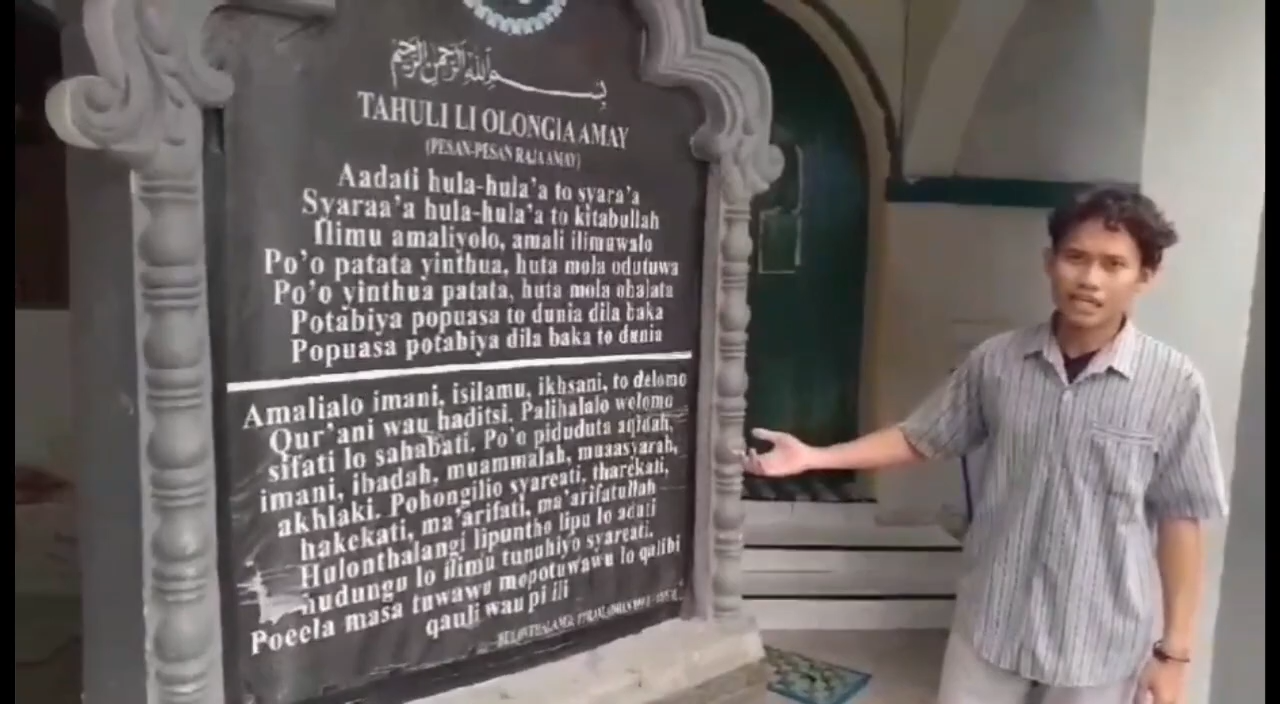 بسم الله الرحمن الرحيم
TAHULI LI OLONGIA AMAY
(PESAN-PESAN RAJA AMAY)
Aadati hula-hula'a to syara'a
Syaraa'a hula-hula'a to kitabullah
Ilimu amaliyolo, amali ilimuwalo
Po'o patata yinthua, huta mola odutuwa
Po'o yinthua patata, huta mola obalata
Potabiya popuasa to dunia dila baka
Popuasa potabiya dila baka to dunia
Amalialo imani, isilamu, ikhsani, to delomo
Qur'ani wau haditsi. Palihalalo welomo
sifati lo sahabati. Po'o piduduta aqidah,
imani, ibadah, muammalah, muaasyarah,
akhlaki. Pohongilio syareati, tharekati,
hakekati, ma'arifati, ma'arifatullah
Hulonthalangi lipuntho lipu lo adati
hudungu lo ilimu tunuhiyo syareati.
Poeela masa tuwawu mopotuwawu lo qalibi
qauli wau pi ili